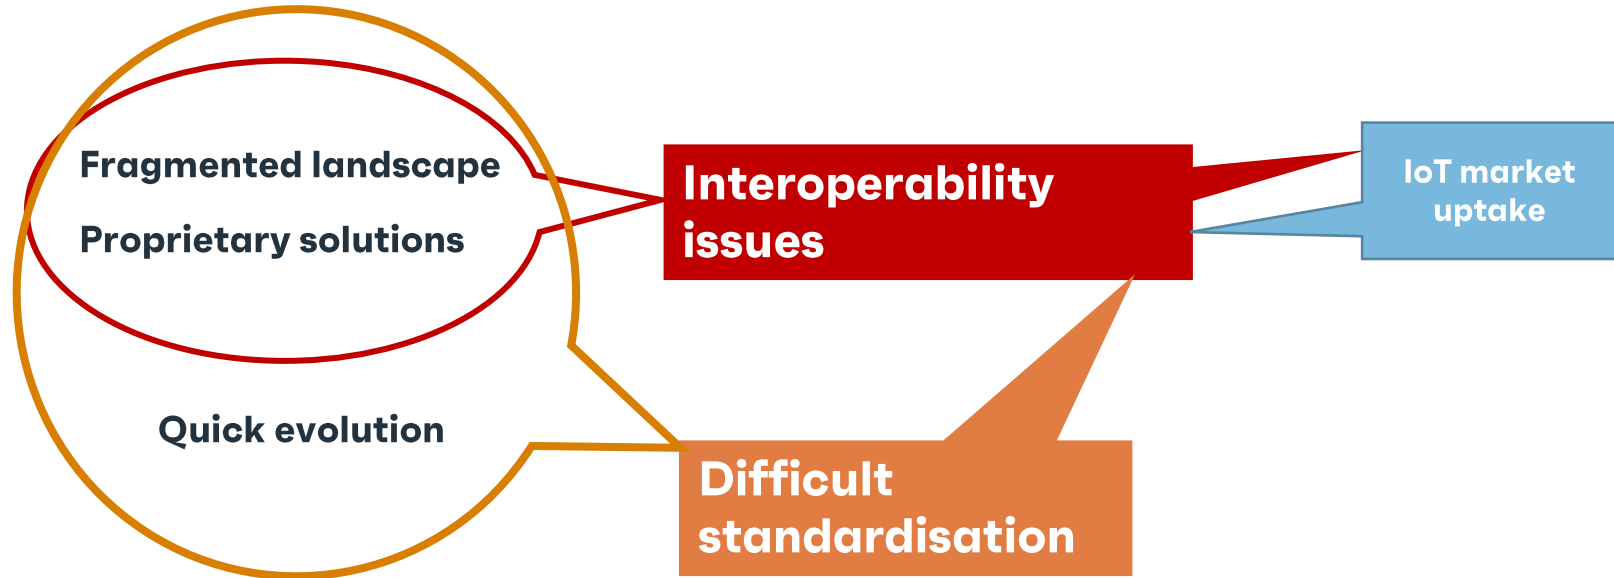 Fragmented landscape
Proprietary solutions
Quick evolution
Interoperability
issues
Difficult
standardisation
IoT market
uptake